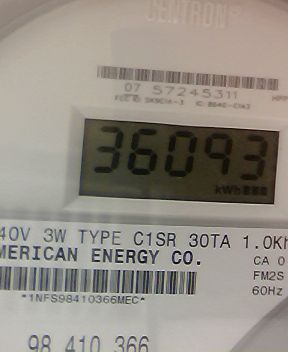 CENTRON®
07 57245311
36093
kWh
40V 3W TYPE C1SR 30TA 1.0Kh
MERICAN ENERGY CO.
CA 0
FM2S
60Hz
*1NFS98410366MEC*
98 410 366